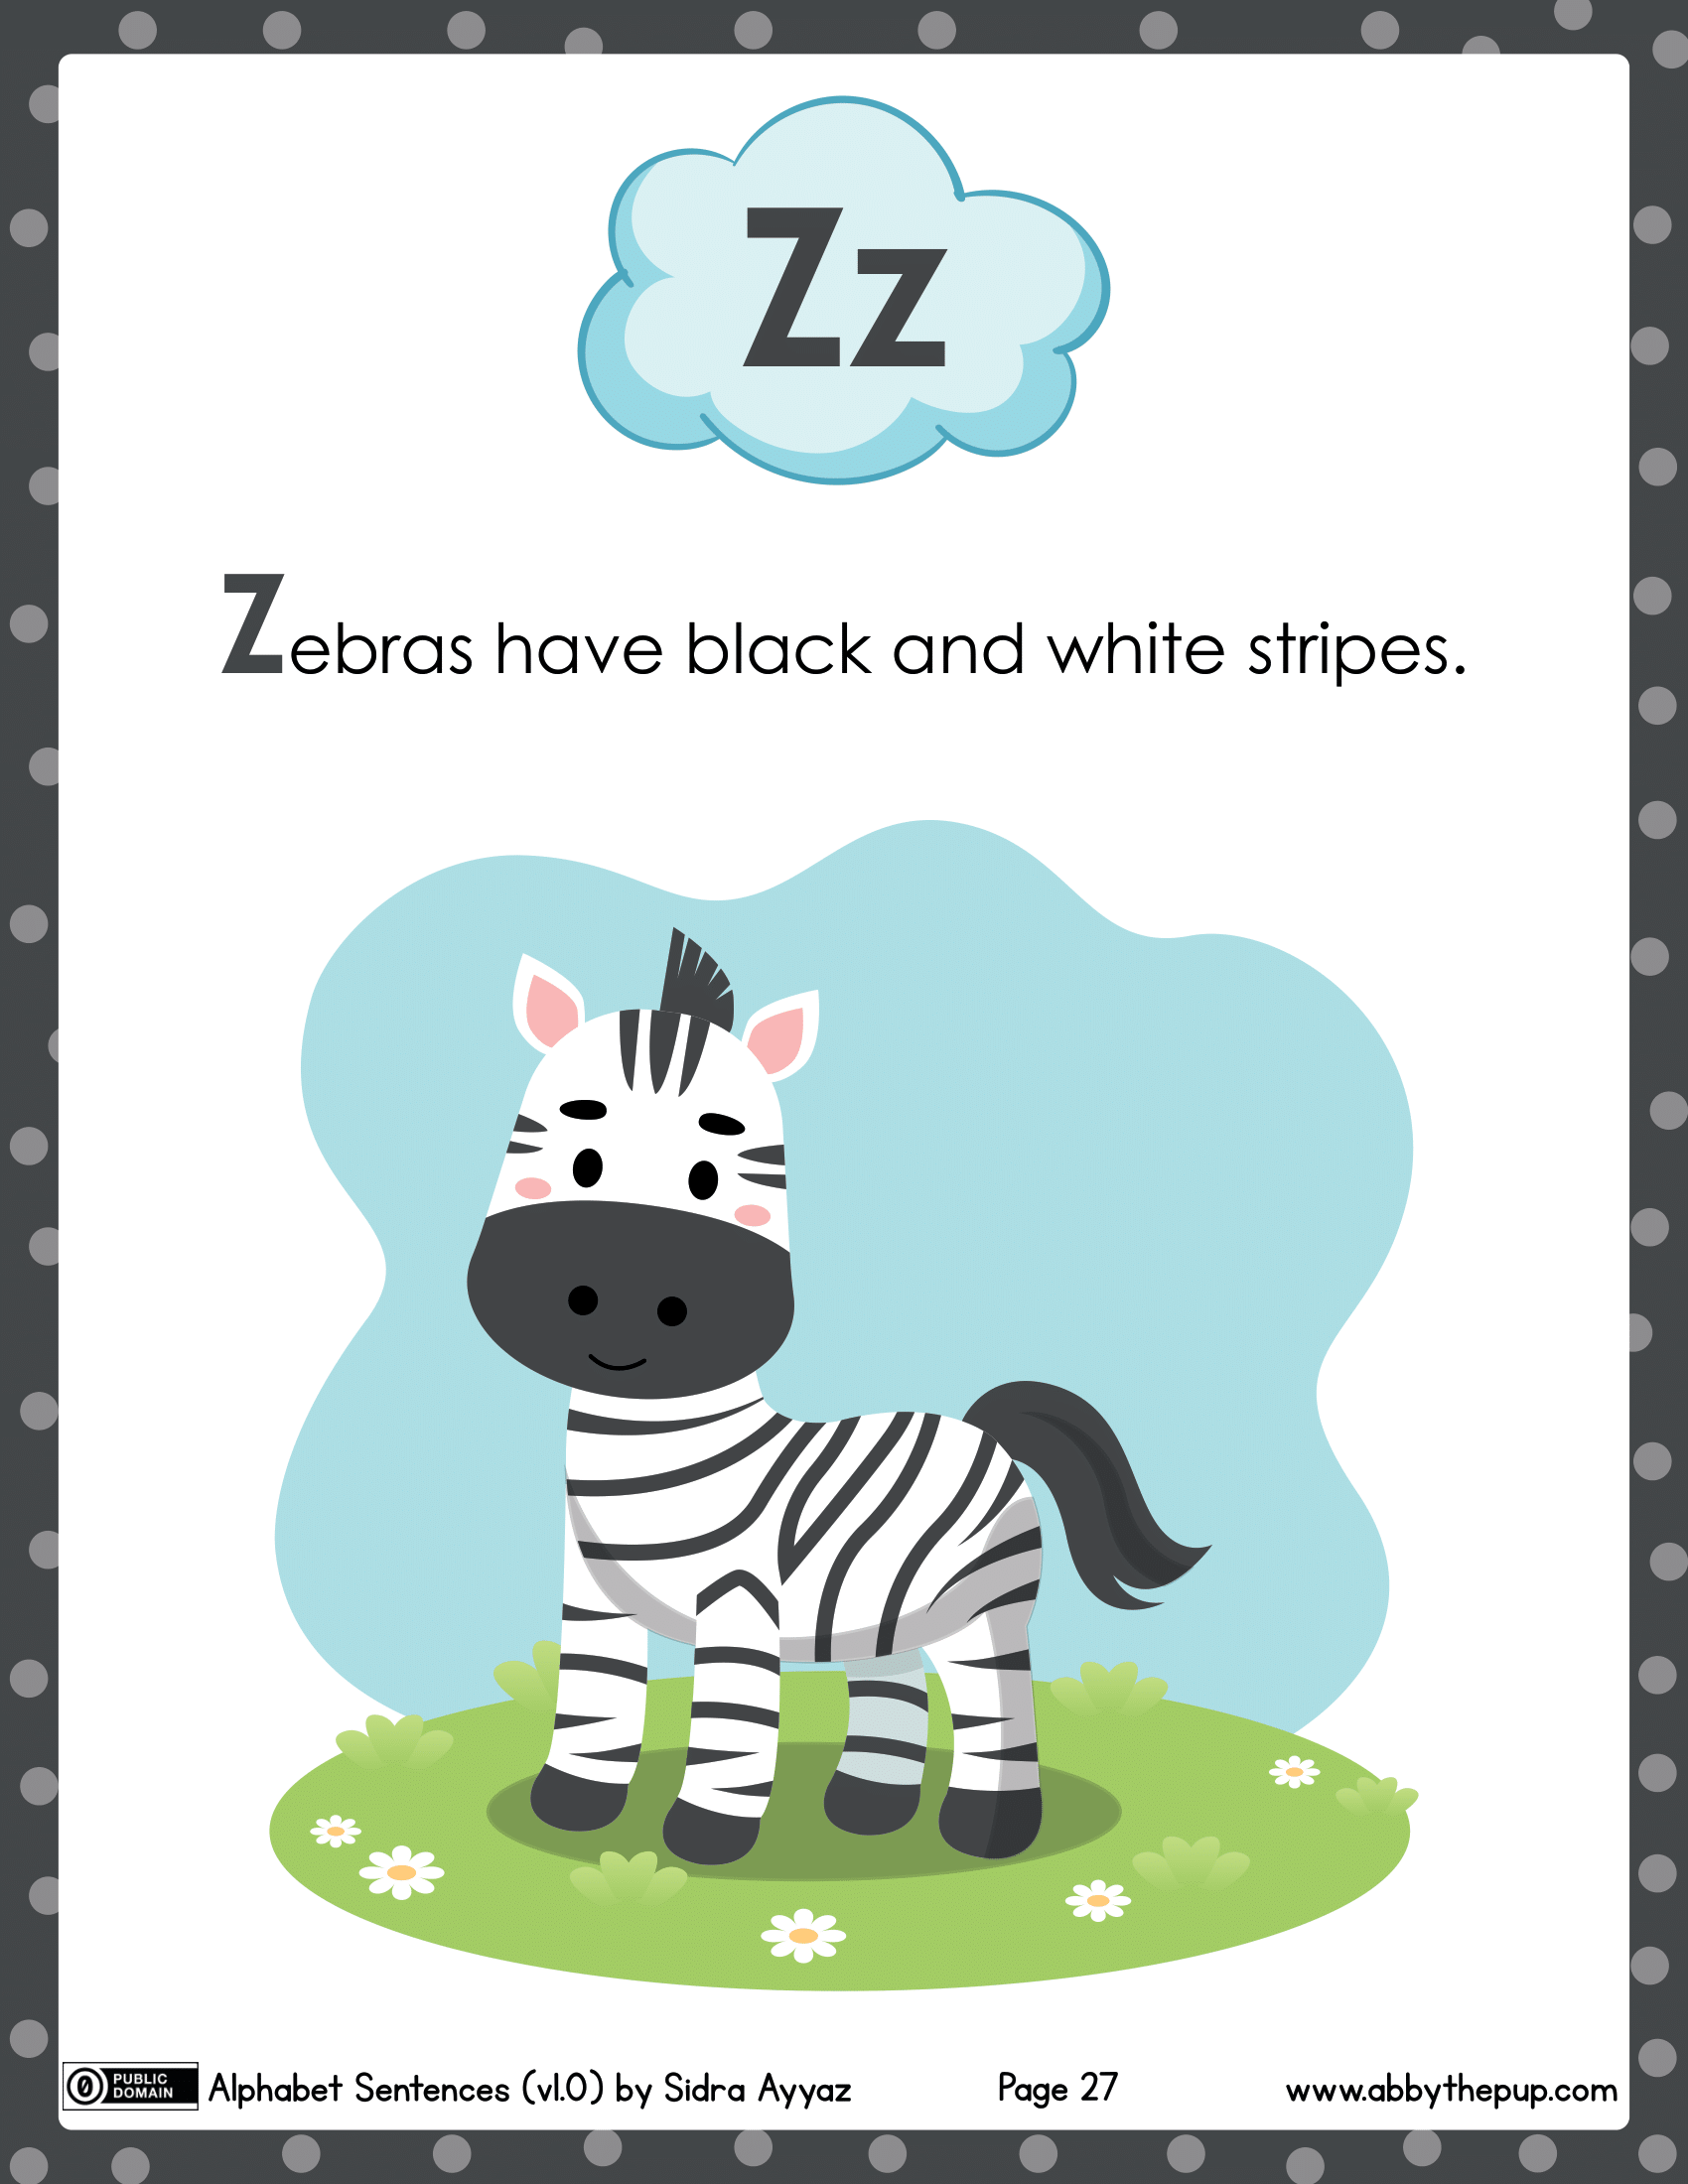 Zz
Zebras have black and white stripes.
0 PUBLIC DOMAIN Alphabet Sentences (v1.0) by Sidra Ayyaz Page 27 www.abbythepup.com